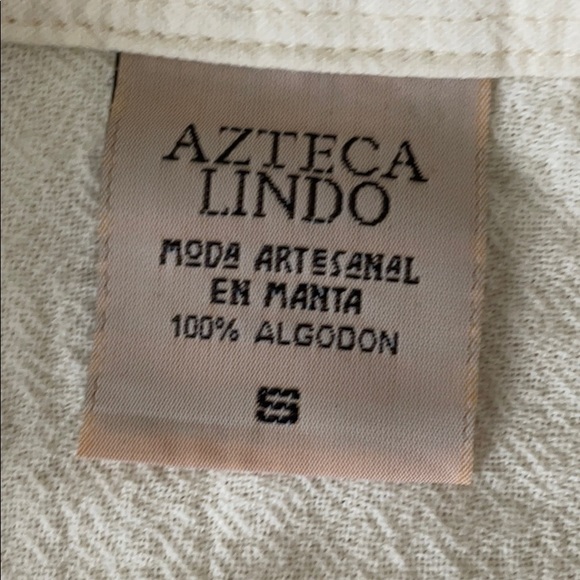 AZTECA
LINDO
MODA ARTESANAL
EN MANTA
100% ALGODON
S